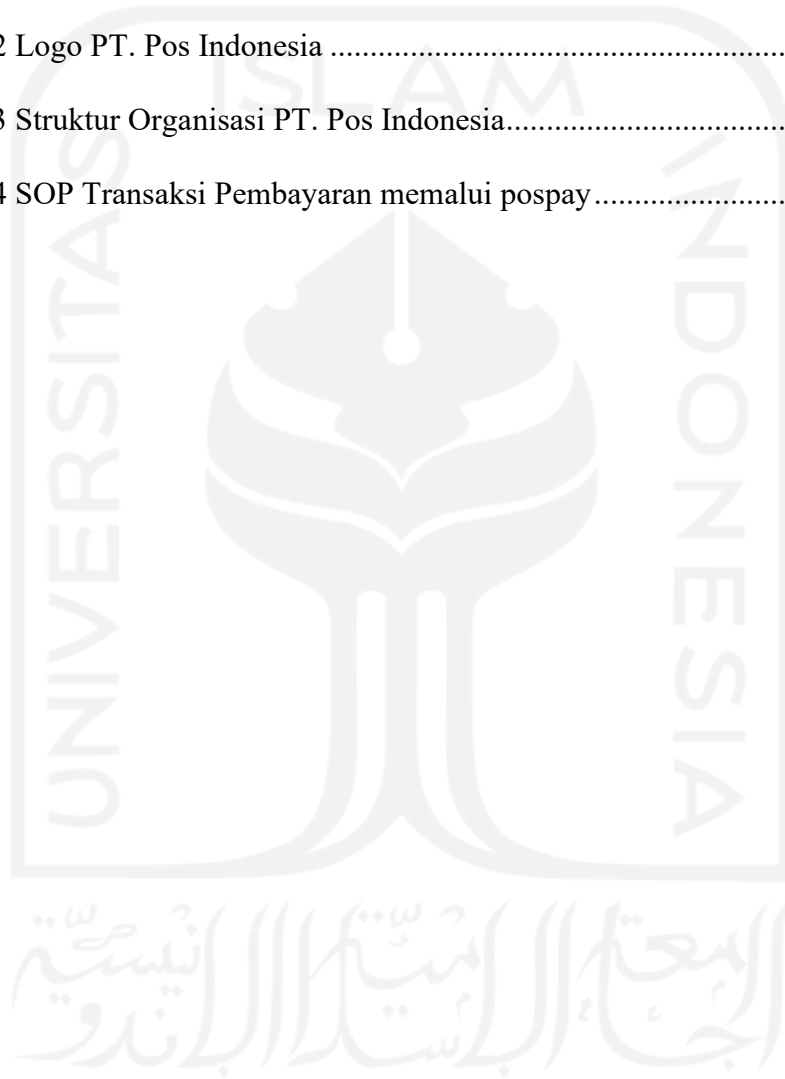 2 Logo PT. Pos Indonesia ........................................................
3 Struktur Organisasi PT. Pos Indonesia...................................
4 SOP Transaksi Pembayaran memalui pospay........................
ISLAM
UNIVERSITAS
INDONESIA